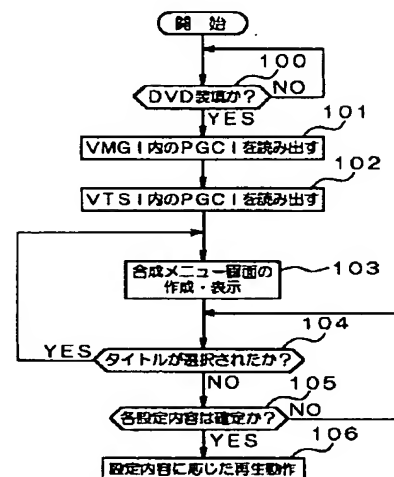 開 始
100
DVD装填か?
NO
YES
101
VMGI内のPGCIを読み出す
102
VTSI内のPGCIを読み出す
合成メニュー画面の
作成・表示
103
104
YES
タイトルが選択されたか?
NO
105
各設定内容は確定か?
NO
YES
106
設定内容に応じた再生動作